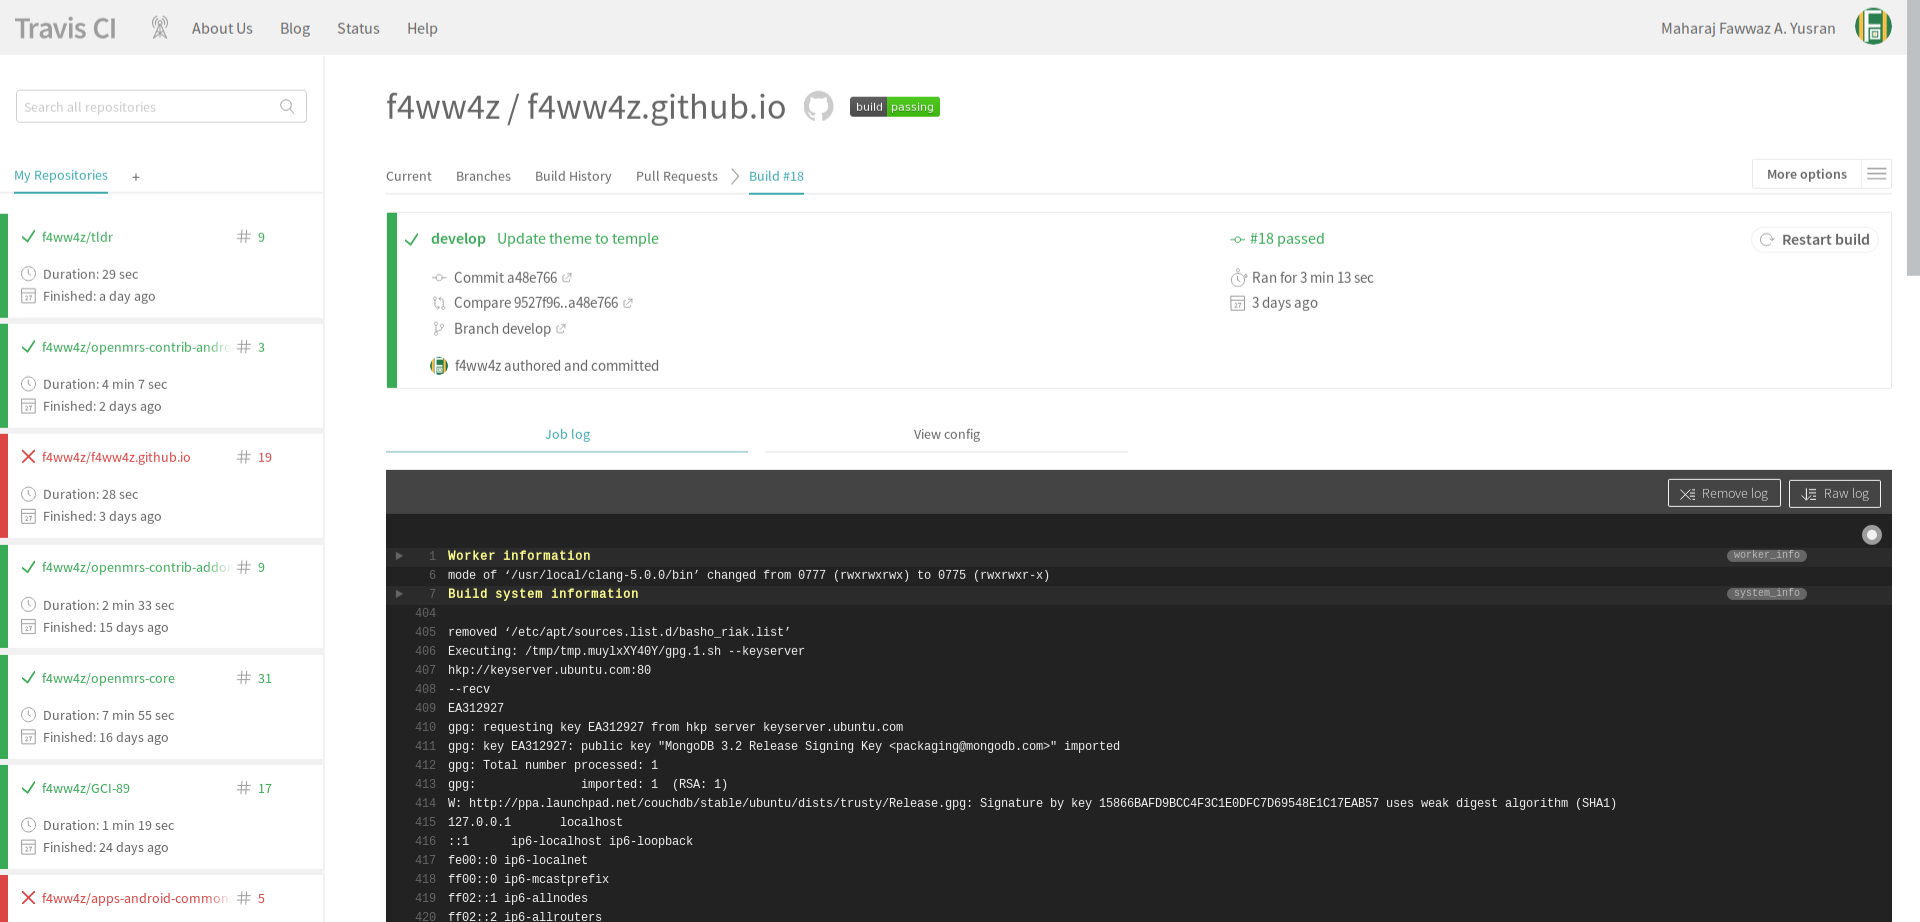 Travis CI
About Us
Blog
Status
Help
Maharaj Fawwaz A. Yusran
Search all repositories
My Repositories +
f4ww4z/tldr # 9
Duration: 29 sec
Finished: a day ago
f4ww4z/openmrs-contrib-andro # 3
Duration: 4 min 7 sec
Finished: 2 days ago
f4ww4z/f4ww4z.github.io # 19
Duration: 28 sec
Finished: 3 days ago
f4ww4z/openmrs-contrib-addon # 9
Duration: 2 min 33 sec
Finished: 15 days ago
f4ww4z/openmrs-core # 31
Duration: 7 min 55 sec
Finished: 16 days ago
f4ww4z/GCI-89 # 17
Duration: 1 min 19 sec
Finished: 24 days ago
f4ww4z/apps-android-commons # 5
f4ww4z / f4ww4z.github.io
build passing
Current
Branches
Build History
Pull Requests
Build #18
More options
develop Update theme to temple
Commit a48e766
Compare 9527f96..a48e766
Branch develop
f4ww4z authored and committed
#18 passed
Ran for 3 min 13 sec
3 days ago
Restart build
Job log
View config
Remove log
Raw log
1 Worker information worker_info
6 mode of ‘/usr/local/clang-5.0.0/bin’ changed from 0777 (rwxrwxrwx) to 0775 (rwxrwxr-x)
7 Build system information system_info
404
405 removed ‘/etc/apt/sources.list.d/basho_riak.list’
406 Executing: /tmp/tmp.muylxXY40Y/gpg.1.sh --keyserver
407 hkp://keyserver.ubuntu.com:80
408 --recv
409 EA312927
410 gpg: requesting key EA312927 from hkp server keyserver.ubuntu.com
411 gpg: key EA312927: public key "MongoDB 3.2 Release Signing Key <packaging@mongodb.com>" imported
412 gpg: Total number processed: 1
413 gpg:               imported: 1  (RSA: 1)
414 W: http://ppa.launchpad.net/couchdb/stable/ubuntu/dists/trusty/Release.gpg: Signature by key 15866BAFD9BCC4F3C1E0DFC7D69548E1C17EAB57 uses weak digest algorithm (SHA1)
415 127.0.0.1       localhost
416 ::1      ip6-localhost ip6-loopback
417 fe00::0 ip6-localnet
418 ff00::0 ip6-mcastprefix
419 ff02::1 ip6-allnodes
420 ff02::2 ip6-allrouters